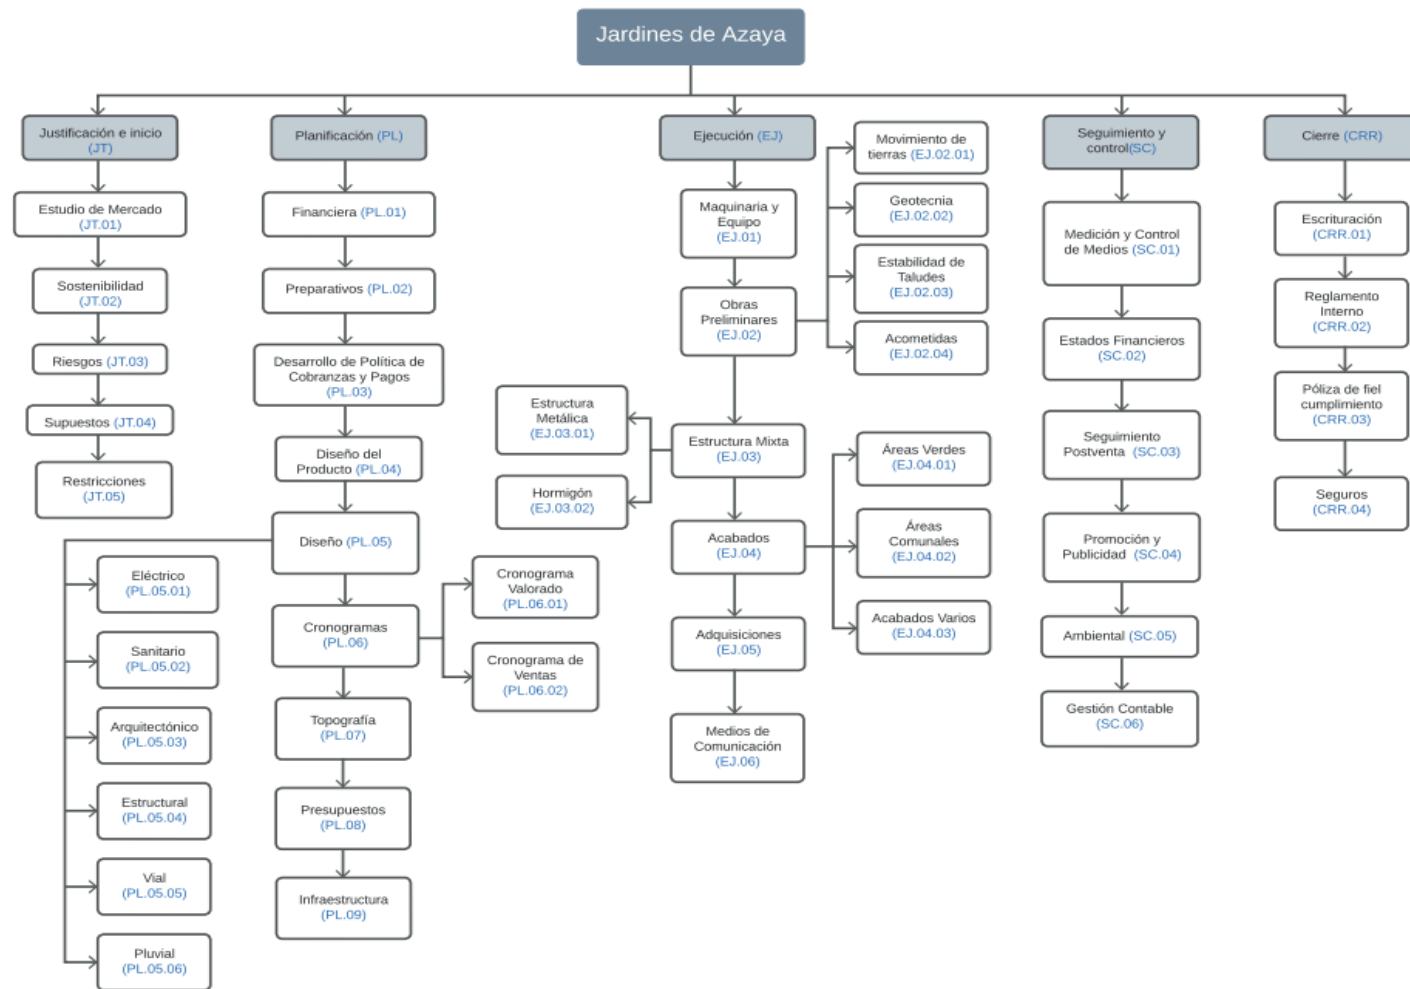 Jardines de Azaya
Justificación e inicio
(JT)
Estudio de Mercado
(JT.01)
Sostenibilidad
(JT.02)
Riesgos (JT.03)
Supuestos (JT.04)
Restricciones
(JT.05)
Planificación (PL)
Financiera (PL.01)
Preparativos (PL.02)
Desarrollo de Política de
Cobranzas y Pagos
(PL.03)
Diseño del
Producto (PL.04)
Diseño (PL.05)
Eléctrico
(PL.05.01)
Sanitario
(PL.05.02)
Arquitectónico
(PL.05.03)
Estructural
(PL.05.04)
Vial
(PL.05.05)
Pluvial
(PL.05.06)
Cronogramas
(PL.06)
Cronograma
Valorado
(PL.06.01)
Cronograma de
Ventas
(PL.06.02)
Topografía
(PL.07)
Presupuestos
(PL.08)
Infraestructura
(PL.09)
Ejecución (EJ)
Maquinaria y
Equipo
(EJ.01)
Obras
Preliminares
(EJ.02)
Movimiento de
tierras (EJ.02.01)
Geotecnia
(EJ.02.02)
Estabilidad de
Taludes
(EJ.02.03)
Acometidas
(EJ.02.04)
Estructura Mixta
(EJ.03)
Estructura
Metálica
(EJ.03.01)
Hormigón
(EJ.03.02)
Acabados
(EJ.04)
Áreas Verdes
(EJ.04.01)
Áreas
Comunales
(EJ.04.02)
Acabados Varios
(EJ.04.03)
Adquisiciones
(EJ.05)
Medios de
Comunicación
(EJ.06)
Seguimiento y
control(SC)
Medición y Control
de Medios (SC.01)
Estados Financieros
(SC.02)
Seguimiento
Postventa (SC.03)
Promoción y
Publicidad (SC.04)
Ambiental (SC.05)
Gestión Contable
(SC.06)
Cierre (CRR)
Escrituración
(CRR.01)
Reglamento
Interno
(CRR.02)
Póliza de fiel
cumplimiento
(CRR.03)
Seguros
(CRR.04)